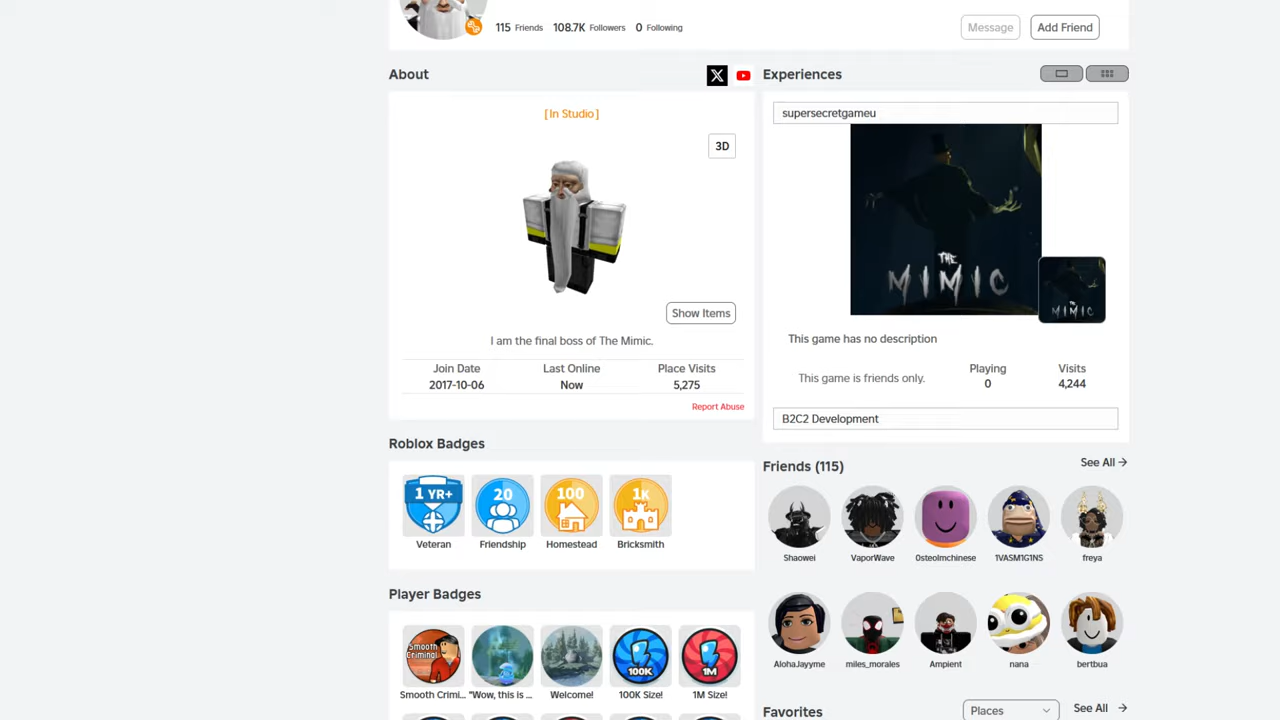 115 Friends 108.7K Followers 0 Following
Message
Add Friend
About
[ In Studio ]
3D
Show Items
I am the final boss of The Mimic.
Join Date Last Online Place Visits
2017-10-06 Now 5,275
Report Abuse
Roblox Badges
1 YR+
20
100
1k
Veteran Friendship Homestead Bricksmith
Player Badges
Smooth Criminal
100K
1M
Smooth Crimi... "Wow, this is ... Welcome! 100K Size! 1M Size!
Experiences
supersecretgameu
THE
MIMIC
THE
MIMIC
This game has no description
This game is friends only.
Playing Visits
0 4,244
B2C2 Development
Friends (115)
See All
Shaowei VaporWave 0steoImchinese 1VASM1G1NS freya
AlohaJayyme miles_morales Ampient nana bertbua
Favorites
Places
See All